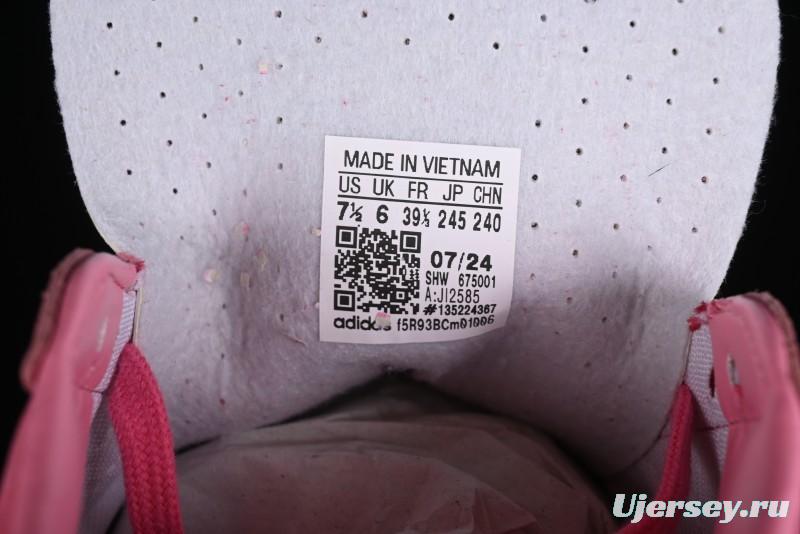 MADE IN VIETNAM
US UK FR JP CHN
7½ 6 39⅓ 245 240
07/24
SHW 675001
A:JI2585
#135224367
adidas f5R93BCm01006
Ujersey.ru